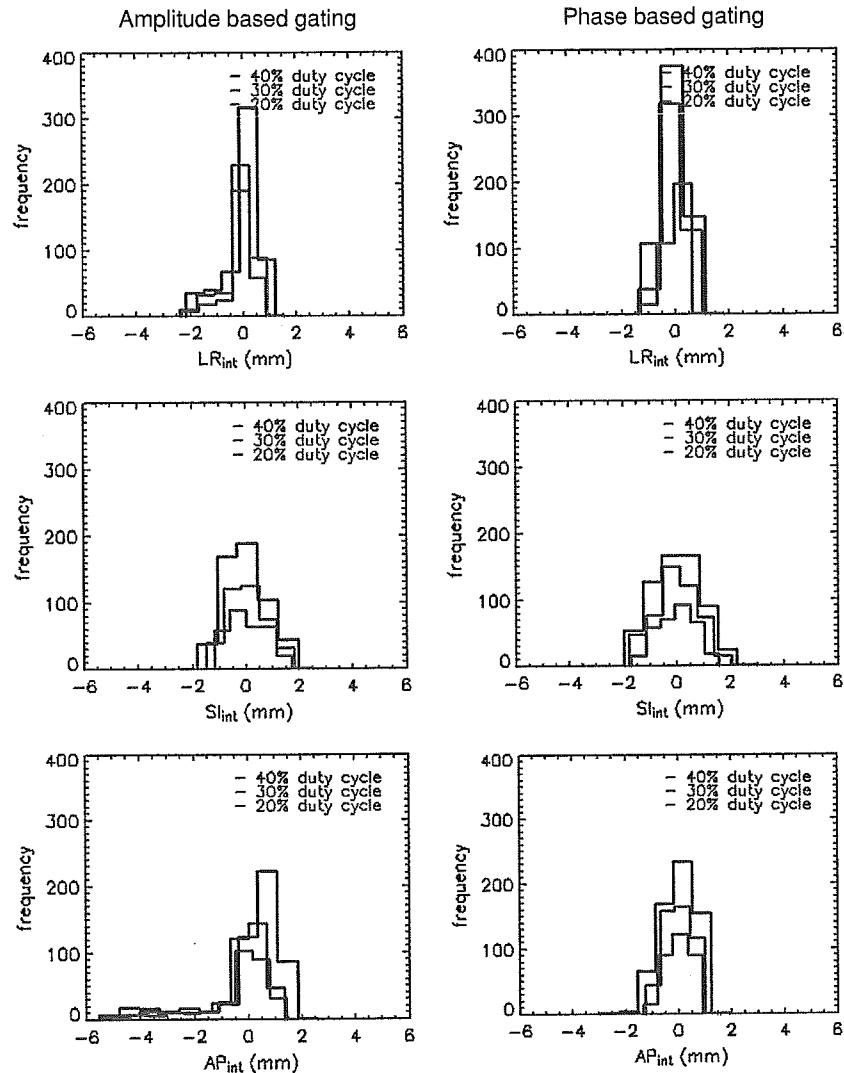 Amplitude based gating
Phase based gating
400
300
200
100
0
frequency
– 40% duty cycle
– 30% duty cycle
– 20% duty cycle
−6 −4 −2 0 2 4 6
LRint (mm)
400
300
200
100
0
frequency
– 40% duty cycle
– 30% duty cycle
– 20% duty cycle
−6 −4 −2 0 2 4 6
LRint (mm)
400
300
200
100
0
frequency
– 40% duty cycle
– 30% duty cycle
– 20% duty cycle
−6 −4 −2 0 2 4 6
SIint (mm)
400
300
200
100
0
frequency
– 40% duty cycle
– 30% duty cycle
– 20% duty cycle
−6 −4 −2 0 2 4 6
SIint (mm)
400
300
200
100
0
frequency
– 40% duty cycle
– 30% duty cycle
– 20% duty cycle
−6 −4 −2 0 2 4 6
APint (mm)
400
300
200
100
0
frequency
– 40% duty cycle
– 30% duty cycle
– 20% duty cycle
−6 −4 −2 0 2 4 6
APint (mm)